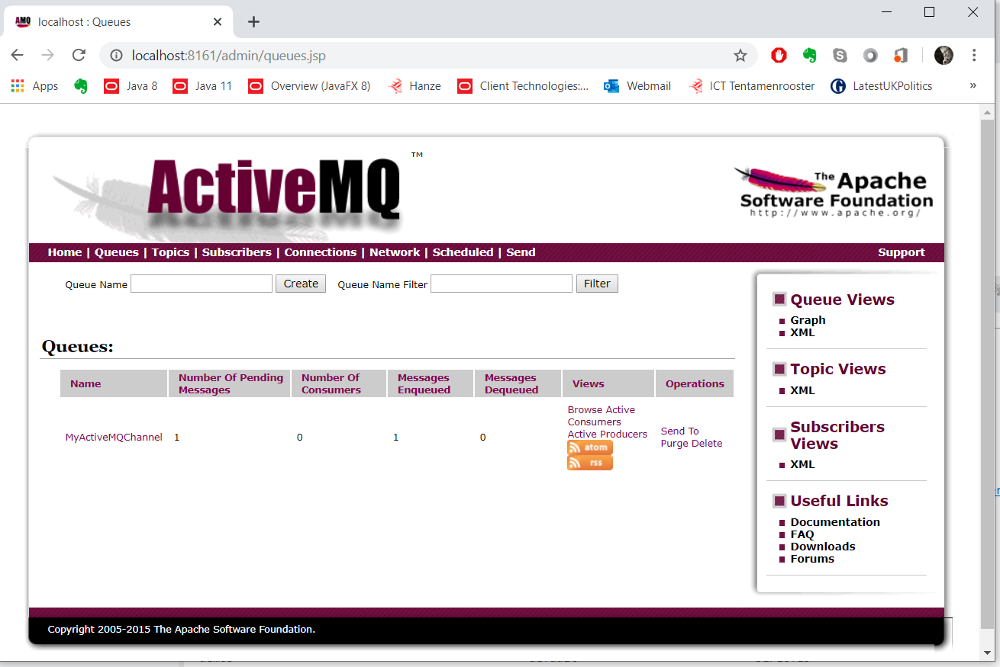 AMQ localhost : Queues
localhost:8161/admin/queues.jsp
Apps Java 8 Java 11 Overview (JavaFX 8) Hanze Client Technologies:... Webmail ICT Tentamenrooster LatestUKPolitics »
ActiveMQ TM
The Apache
Software Foundation
http://www.apache.org/
Home | Queues | Topics | Subscribers | Connections | Network | Scheduled | Send Support
Queue Name Create Queue Name Filter Filter
Queues:
Name Number Of Pending Messages Number Of Consumers Messages Enqueued Messages Dequeued Views Operations
MyActiveMQChannel 1 0 1 0
Browse Active
Consumers
Active Producers
atom
rss
Send To
Purge Delete
Queue Views
Graph
XML
Topic Views
XML
Subscribers
Views
XML
Useful Links
Documentation
FAQ
Downloads
Forums
Copyright 2005-2015 The Apache Software Foundation.